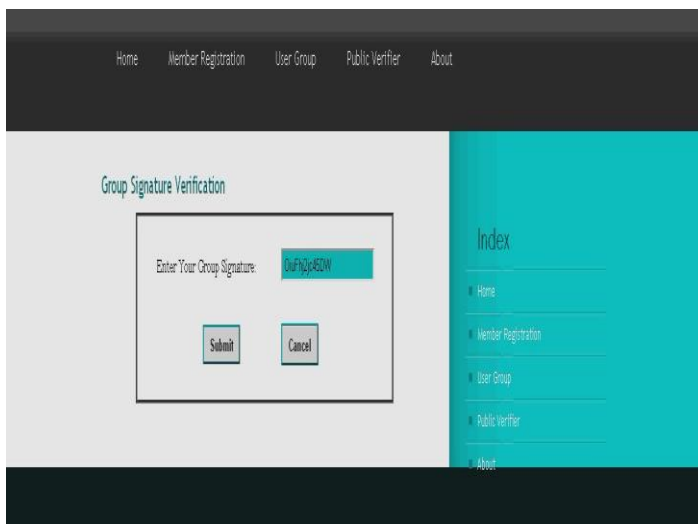 Home Member Registration User Group Public Verifier About
Group Signature Verification
Enter Your Group Signature:
Submit Cancel
Index
Home
Member Registration
User Group
Public Verifier
About